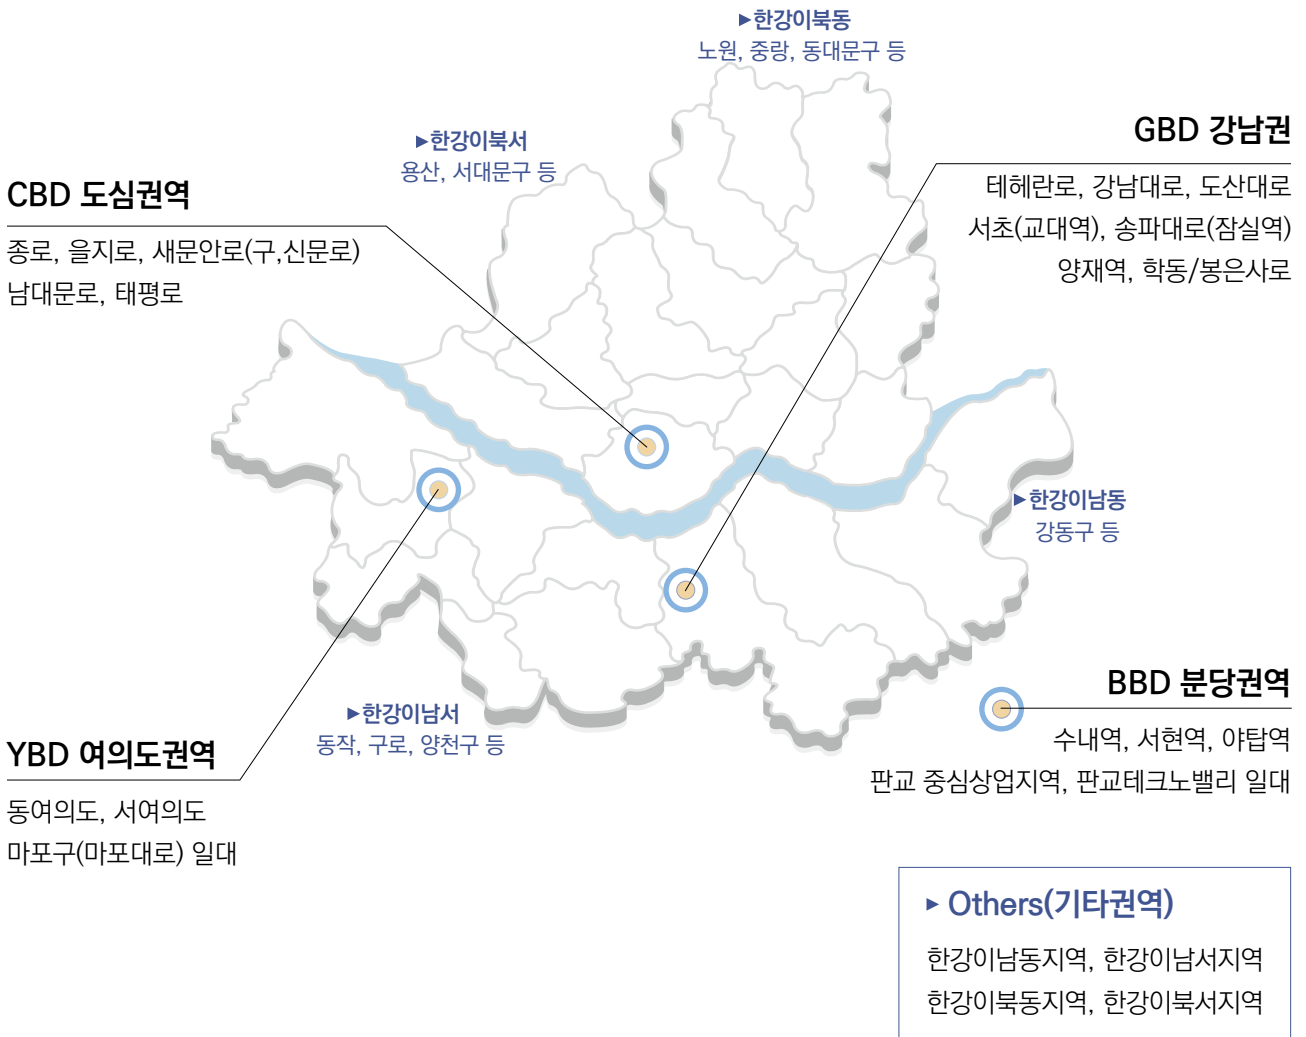 ▶한강이북동
노원, 중랑, 동대문구 등
▶한강이북서
용산, 서대문구 등
GBD 강남권
테헤란로, 강남대로, 도산대로
서초(교대역), 송파대로(잠실역)
양재역, 학동/봉은사로
CBD 도심권역
종로, 을지로, 새문안로(구,신문로)
남대문로, 태평로
▶한강이남동
강동구 등
BBD 분당권역
수내역, 서현역, 야탑역
판교 중심상업지역, 판교테크노밸리 일대
▶한강이남서
동작, 구로, 양천구 등
YBD 여의도권역
동여의도, 서여의도
마포구(마포대로) 일대
▶ Others(기타권역)
한강이남동지역, 한강이남서지역
한강이북동지역, 한강이북서지역